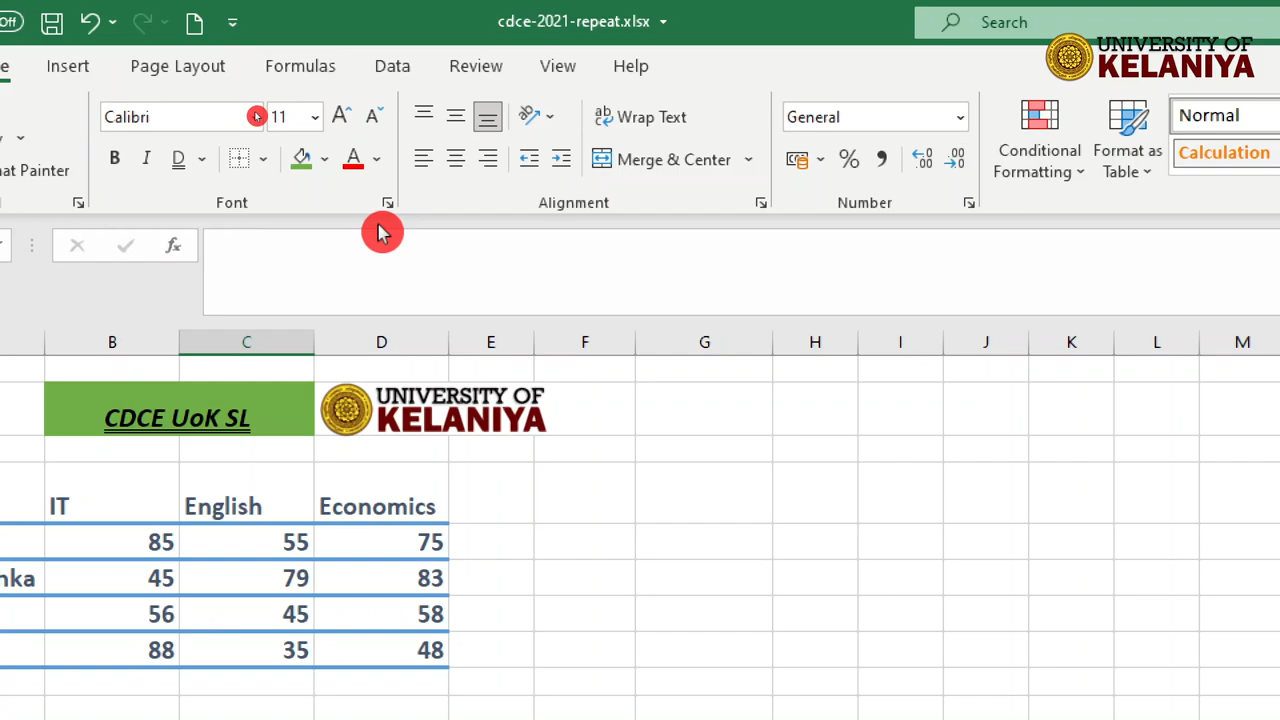 Off
cdce-2021-repeat.xlsx
Search
UNIVERSITY OF
KELANIYA
Insert Page Layout Formulas Data Review View Help
Calibri 11 Wrap Text General Normal
B I D A Merge & Center % Conditional Formatting Format as Table Calculation
at Painter
Font Alignment Number
fx
B C D E F G H I J K L M
CDCE UoK SL
UNIVERSITY OF
KELANIYA
IT English Economics
85 55 75
nka 45 79 83
56 45 58
88 35 48